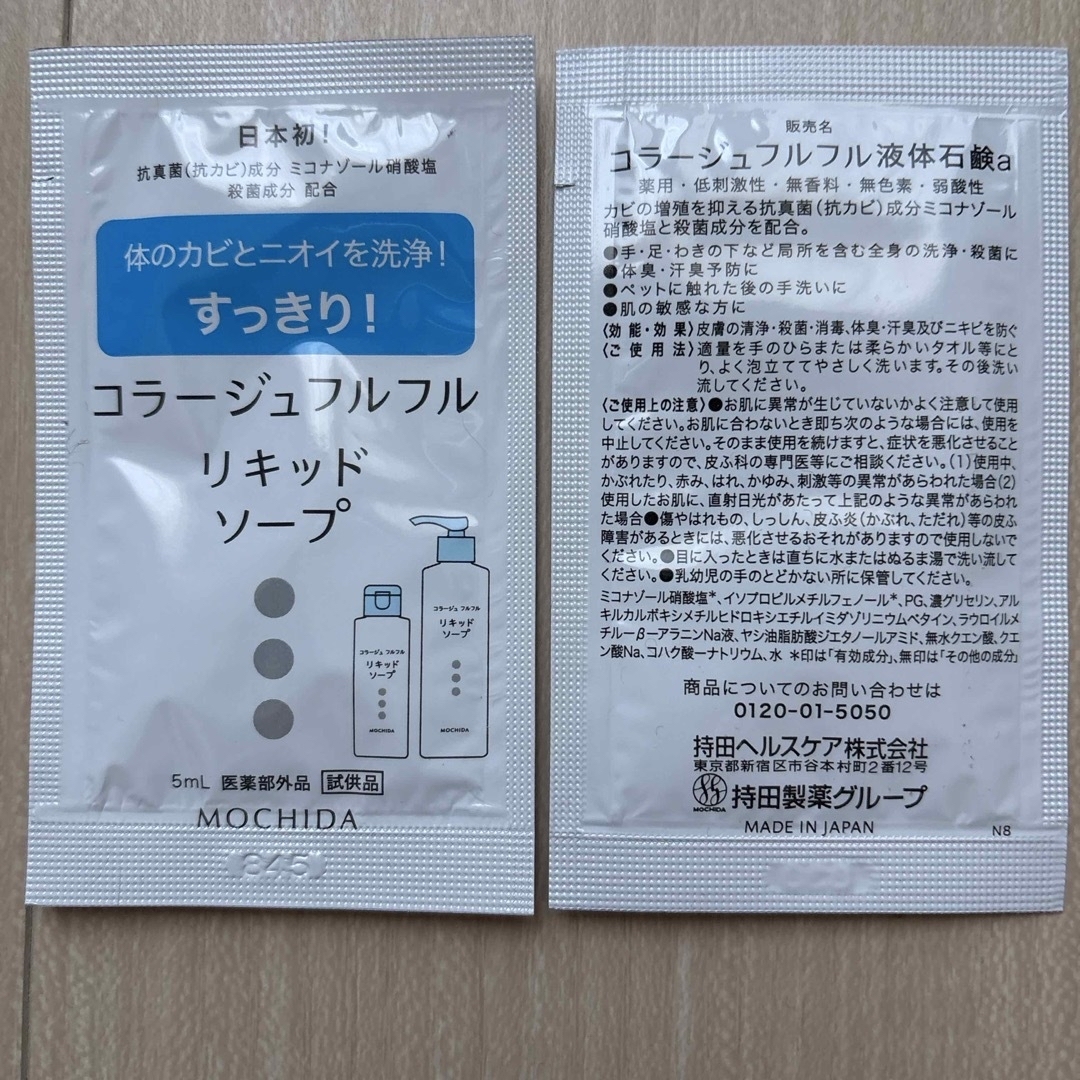 日本初!
抗真菌(抗カビ)成分 ミコナゾール硝酸塩
殺菌成分 配合
体のカビとニオイを洗浄!
すっきり!
コラージュフルフル
リキッド
ソープ
コラージュ フルフル
リキッド
ソープ
MOCHIDA
コラージュ フルフル
リキッド
ソープ
MOCHIDA
5mL 医薬部外品 試供品
MOCHIDA
845
販売名
コラージュフルフル液体石鹸a
薬用・低刺激性・無香料・無色素・弱酸性
カビの増殖を抑える抗真菌(抗カビ)成分ミコナゾール
硝酸塩と殺菌成分を配合。
●手・足・わきの下など局所を含む全身の洗浄・殺菌に
●体臭・汗臭予防に
●ペットに触れた後の手洗いに
●肌の敏感な方に
〈効能・効果〉皮膚の清浄・殺菌・消毒、体臭・汗臭及びニキビを防ぐ
〈ご使用法〉適量を手のひらまたは柔らかいタオル等にと
り、よく泡立ててやさしく洗います。その後洗い
流してください。
〈ご使用上の注意〉●お肌に異常が生じていないかよく注意して使用
してください。お肌に合わないとき即ち次のような場合には、使用を
中止してください。そのまま使用を続けますと、症状を悪化させること
がありますので、皮ふ科の専門医等にご相談ください。(1)使用中、
かぶれたり、赤み、はれ、かゆみ、刺激等の異常があらわれた場合(2)
使用したお肌に、直射日光があたって上記のような異常があらわれ
た場合●傷やはれもの、しっしん、皮ふ炎(かぶれ、ただれ)等の皮ふ
障害があるときには、悪化させるおそれがありますので使用しないで
ください。●目に入ったときは直ちに水またはぬるま湯で洗い流して
ください。●乳幼児の手のとどかない所に保管してください。
ミコナゾール硝酸塩*、イソプロピルメチルフェノール*、PG、濃グリセリン、アル
キルカルボキシメチルヒドロキシエチルイミダゾリニウムベタイン、ラウロイルメ
チル-β-アラニンNa液、ヤシ油脂肪酸ジエタノールアミド、無水クエン酸、クエ
ン酸Na、コハク酸一ナトリウム、水 *印は「有効成分」、無印は「その他の成分」
商品についてのお問い合わせは
0120-01-5050
持田ヘルスケア株式会社
東京都新宿区市谷本村町2番12号
MOCHIDA 持田製薬グループ
MADE IN JAPAN
N8